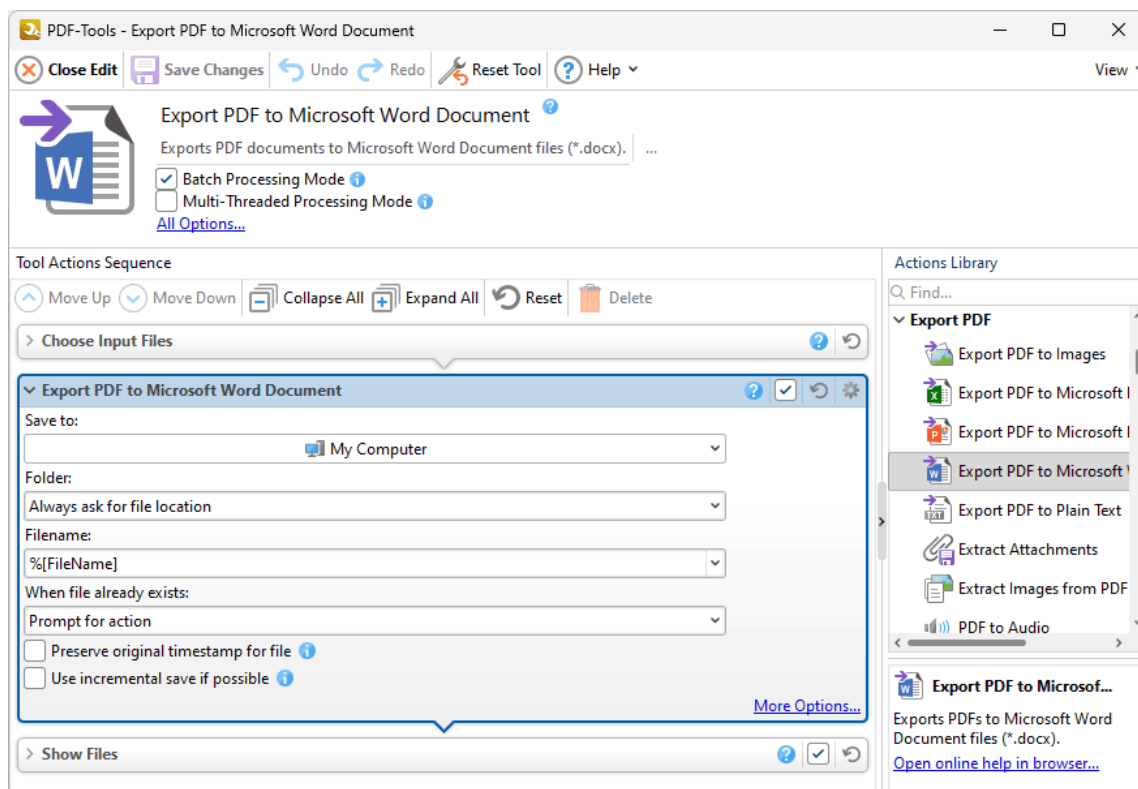 PDF-Tools - Export PDF to Microsoft Word Document
Close Edit Save Changes Undo Redo Reset Tool Help View
Export PDF to Microsoft Word Document
Exports PDF documents to Microsoft Word Document files (*.docx). ...
Batch Processing Mode
Multi-Threaded Processing Mode
All Options...
Tool Actions Sequence
Move Up Move Down Collapse All Expand All Reset Delete
Choose Input Files
Export PDF to Microsoft Word Document
Save to:
My Computer
Folder:
Always ask for file location
Filename:
%[FileName]
When file already exists:
Prompt for action
Preserve original timestamp for file
Use incremental save if possible
More Options...
Show Files
Actions Library
Find...
Export PDF
Export PDF to Images
Export PDF to Microsoft
Export PDF to Microsoft
Export PDF to Microsoft
Export PDF to Plain Text
Extract Attachments
Extract Images from PDF
PDF to Audio
Export PDF to Microsof...
Exports PDFs to Microsoft Word
Document files (*.docx).
Open online help in browser...